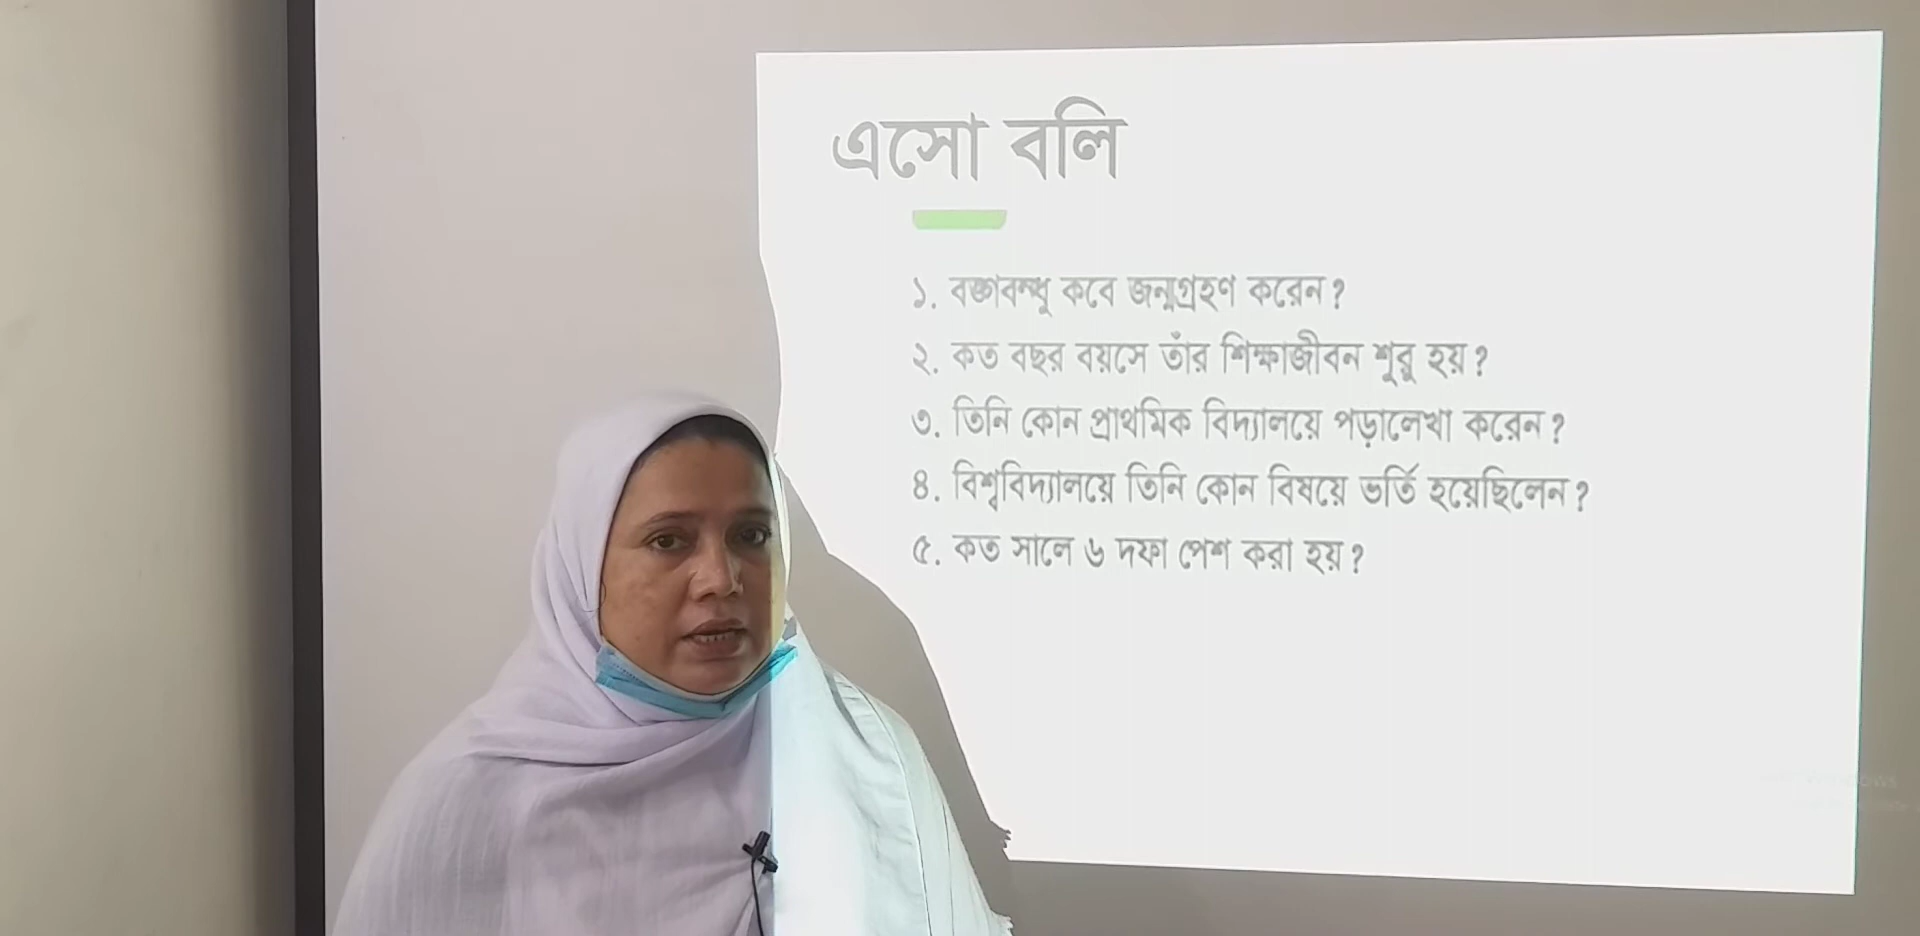 এসো বলি
১. বঙ্গবন্ধু কবে জন্মগ্রহণ করেন?
২. কত বছর বয়সে তাঁর শিক্ষাজীবন শুরু হয়?
৩. তিনি কোন প্রাথমিক বিদ্যালয়ে পড়ালেখা করেন?
৪. বিশ্ববিদ্যালয়ে তিনি কোন বিষয়ে ভর্তি হয়েছিলেন?
৫. কত সালে ৬ দফা পেশ করা হয়?